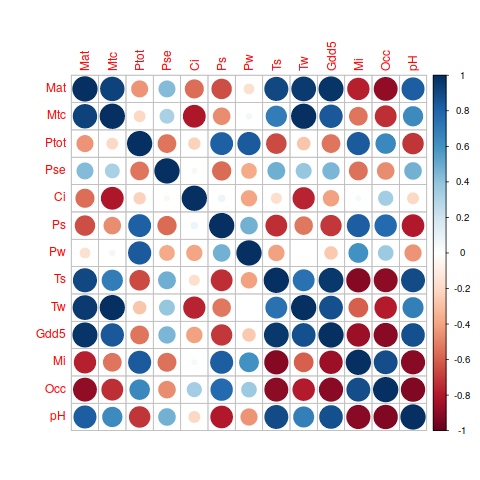 Mat Mtc Ptot Pse Ci Ps Pw Ts Tw Gdd5 Mi Occ pH
Mat
Mtc
Ptot
Pse
Ci
Ps
Pw
Ts
Tw
Gdd5
Mi
Occ
pH
1
0.8
0.6
0.4
0.2
0
-0.2
-0.4
-0.6
-0.8
-1